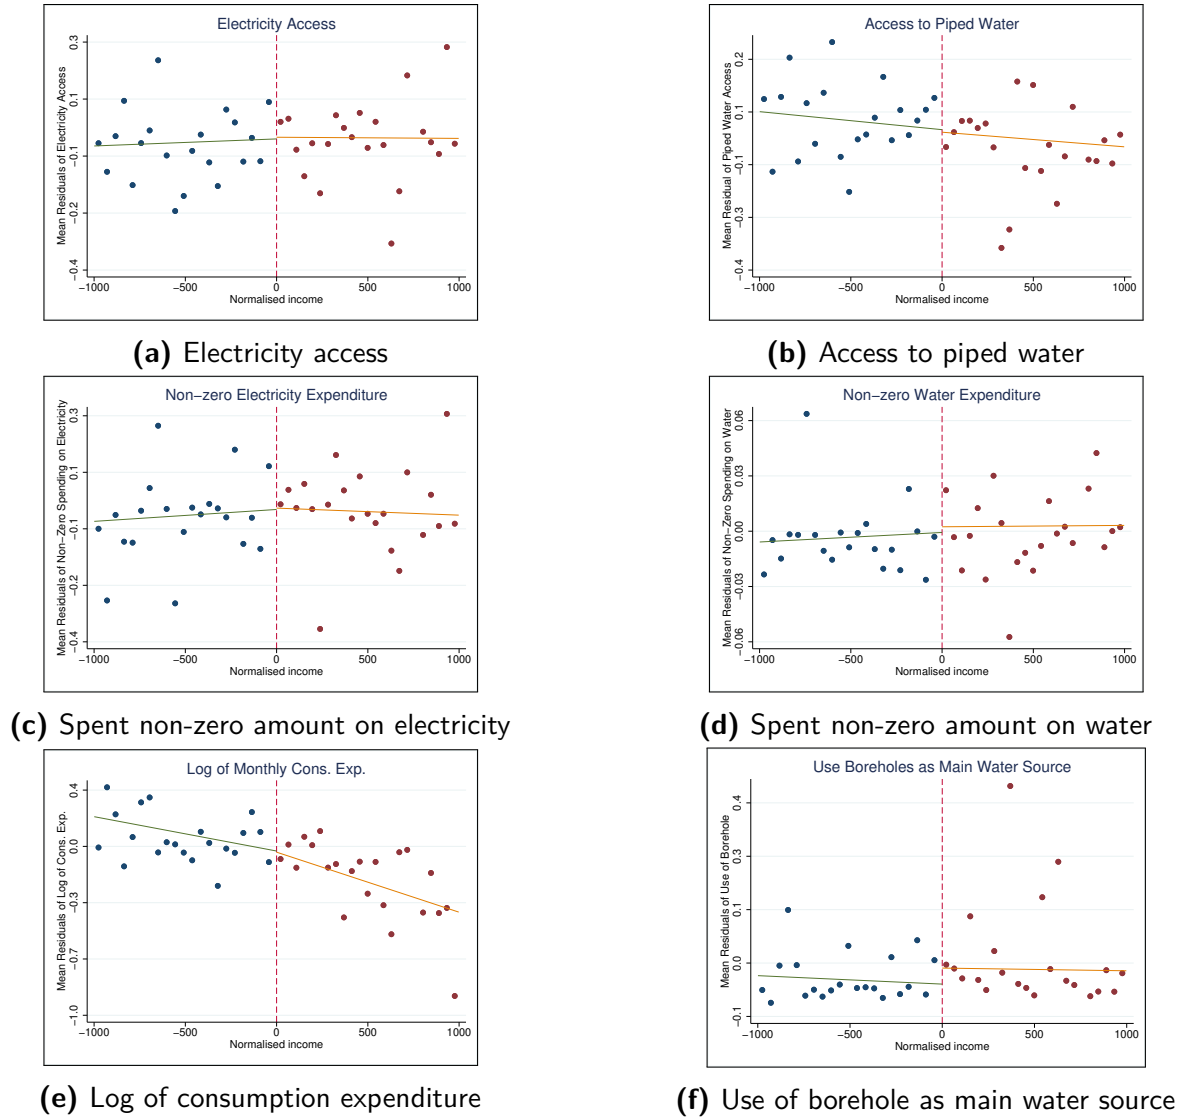 Electricity Access
Mean Residuals of Electricity Access
0.3
0.1
−0.1
−0.2
−0.4
−1000 −500 0 500 1000
Normalised income
(a) Electricity access
Access to Piped Water
Mean Residual of Piped Water Access
0.2
0.1
−0.1
−0.3
−0.4
−1000 −500 0 500 1000
Normalised income
(b) Access to piped water
Non−zero Electricity Expenditure
Mean Residuals of Non−Zero Spending on Electricity
0.3
0.1
−0.1
−0.2
−0.4
−1000 −500 0 500 1000
Normalised income
(c) Spent non-zero amount on electricity
Non−zero Water Expenditure
Mean Residuals of Non−Zero Spending on Water
0.06
0.03
0.00
−0.03
−0.06
−1000 −500 0 500 1000
Normalised income
(d) Spent non-zero amount on water
Log of Monthly Cons. Exp.
Mean Residuals of Log of Cons. Exp.
0.4
0.0
−0.3
−0.7
−1.0
−1000 −500 0 500 1000
Normalised income
(e) Log of consumption expenditure
Use Boreholes as Main Water Source
Mean Residuals of Use of Borehole
0.4
0.3
0.1
0.0
−0.1
−1000 −500 0 500 1000
Normalised income
(f) Use of borehole as main water source